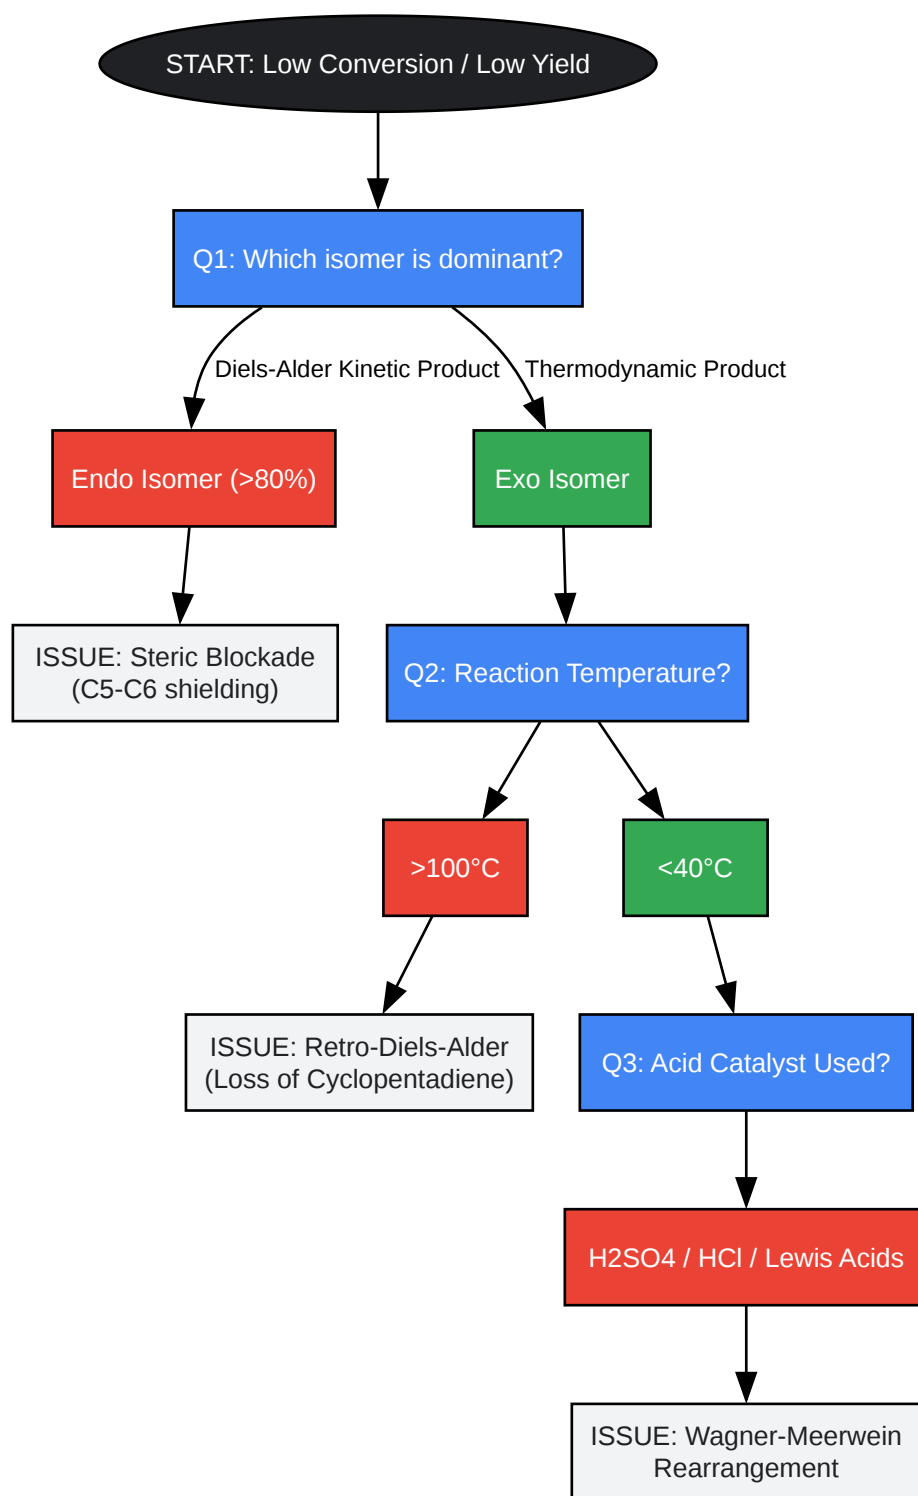 START: Low Conversion / Low Yield
Q1: Which isomer is dominant?
Diels-Alder Kinetic Product
Thermodynamic Product
Endo Isomer (>80%)
Exo Isomer
ISSUE: Steric Blockade
(C5-C6 shielding)
Q2: Reaction Temperature?
>100°C
<40°C
ISSUE: Retro-Diels-Alder
(Loss of Cyclopentadiene)
Q3: Acid Catalyst Used?
H2SO4 / HCl / Lewis Acids
ISSUE: Wagner-Meerwein
Rearrangement